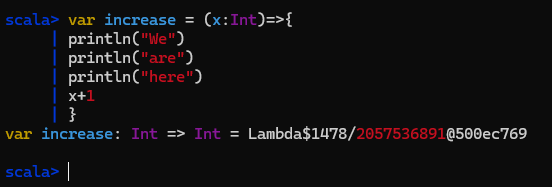 scala> var increase = (x:Int)=>{
| println("We")
| println("are")
| println("here")
| x+1
| }
var increase: Int => Int = Lambda$1478/2057536891@500ec769
scala>